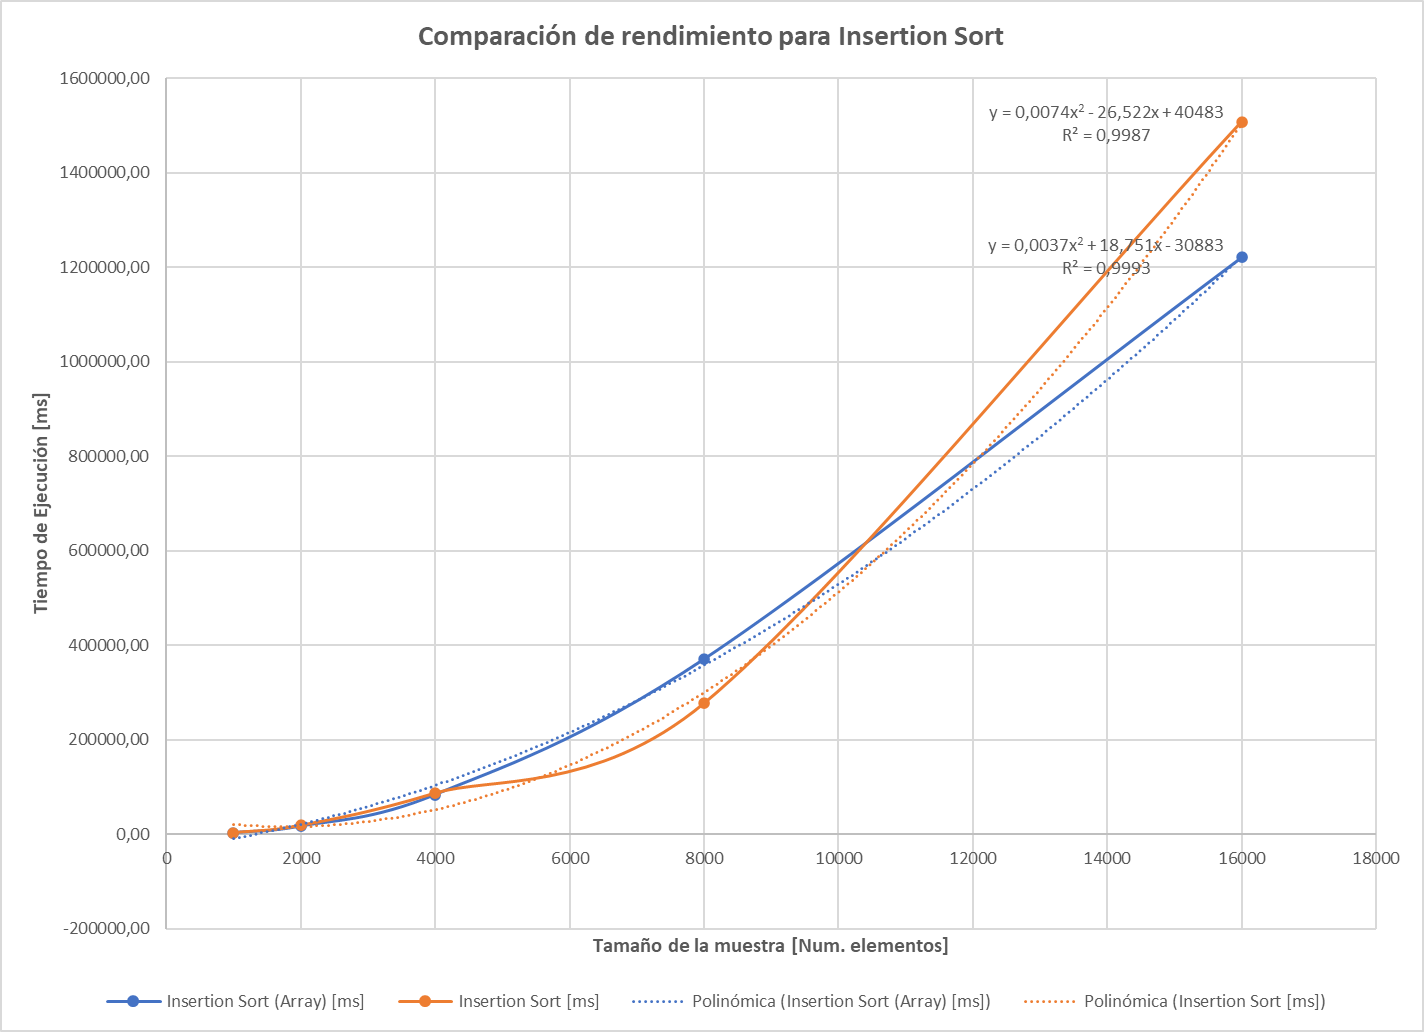 Comparación de rendimiento para Insertion Sort
1600000,00
1400000,00
1200000,00
1000000,00
800000,00
600000,00
400000,00
200000,00
0,00
-200000,00
Tiempo de Ejecución [ms]
y = 0,0074x² - 26,522x + 40483
R² = 0,9987
y = 0,0037x² + 18,751x - 30883
R² = 0,9993
0 2000 4000 6000 8000 10000 12000 14000 16000 18000
Tamaño de la muestra [Num. elementos]
Insertion Sort (Array) [ms] Insertion Sort [ms] Polinómica (Insertion Sort (Array) [ms]) Polinómica (Insertion Sort [ms])